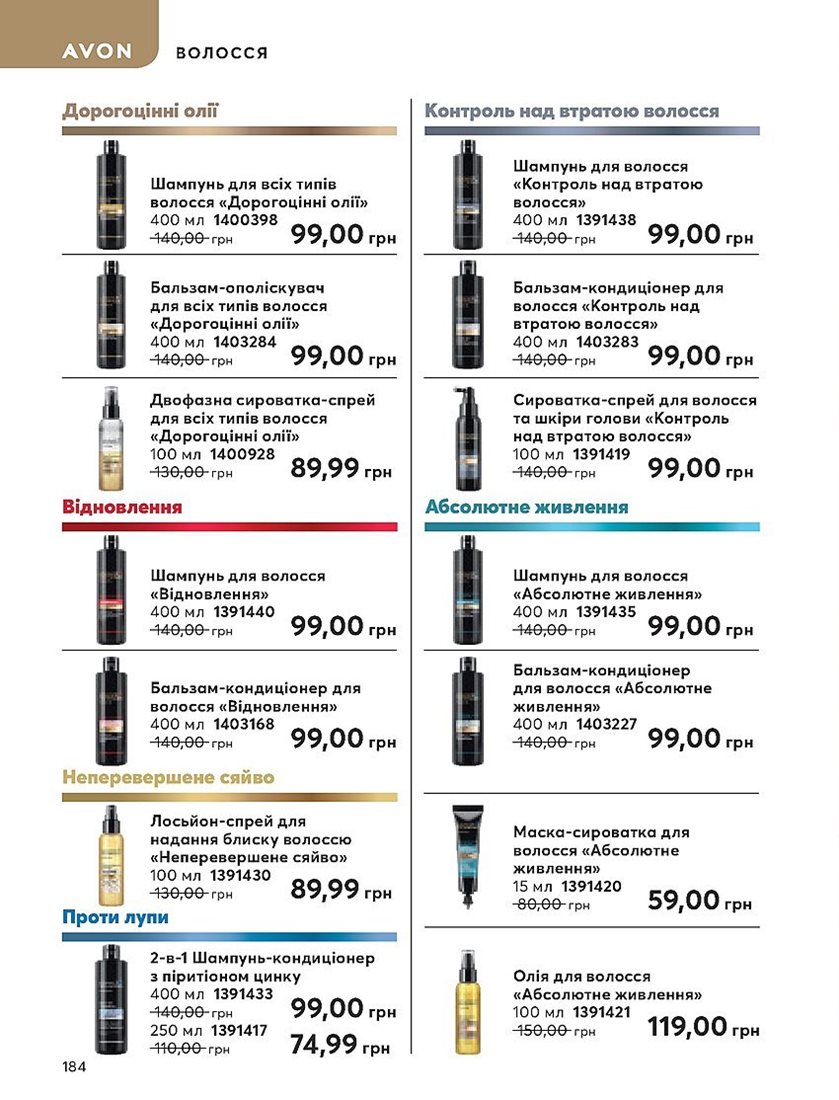 AVON
ВОЛОССЯ
Дорогоцінні олії
Шампунь для всіх типів
волосся «Дорогоцінні олії»
400 мл 1400398
140,00 грн
99,00 грн
Бальзам-ополіскувач
для всіх типів волосся
«Дорогоцінні олії»
400 мл 1403284
140,00 грн
99,00 грн
Двофазна сироватка-спрей
для всіх типів волосся
«Дорогоцінні олії»
100 мл 1400928
130,00 грн
89,99 грн
Відновлення
Шампунь для волосся
«Відновлення»
400 мл 1391440
140,00 грн
99,00 грн
Бальзам-кондиціонер для
волосся «Відновлення»
400 мл 1403168
140,00 грн
99,00 грн
Неперевершене сяйво
Лосьйон-спрей для
надання блиску волоссю
«Неперевершене сяйво»
100 мл 1391430
130,00 грн
89,99 грн
Проти лупи
2-в-1 Шампунь-кондиціонер
з піритіоном цинку
400 мл 1391433
140,00 грн
99,00 грн
250 мл 1391417
110,00 грн
74,99 грн
Контроль над втратою волосся
Шампунь для волосся
«Контроль над втратою
волосся»
400 мл 1391438
140,00 грн
99,00 грн
Бальзам-кондиціонер для
волосся «Контроль над
втратою волосся»
400 мл 1403283
140,00 грн
99,00 грн
Сироватка-спрей для волосся
та шкіри голови «Контроль
над втратою волосся»
100 мл 1391419
140,00 грн
99,00 грн
Абсолютне живлення
Шампунь для волосся
«Абсолютне живлення»
400 мл 1391435
140,00 грн
99,00 грн
Бальзам-кондиціонер
для волосся «Абсолютне
живлення»
400 мл 1403227
140,00 грн
99,00 грн
Маска-сироватка для
волосся «Абсолютне
живлення»
15 мл 1391420
80,00 грн
59,00 грн
Олія для волосся
«Абсолютне живлення»
100 мл 1391421
150,00 грн
119,00 грн
184